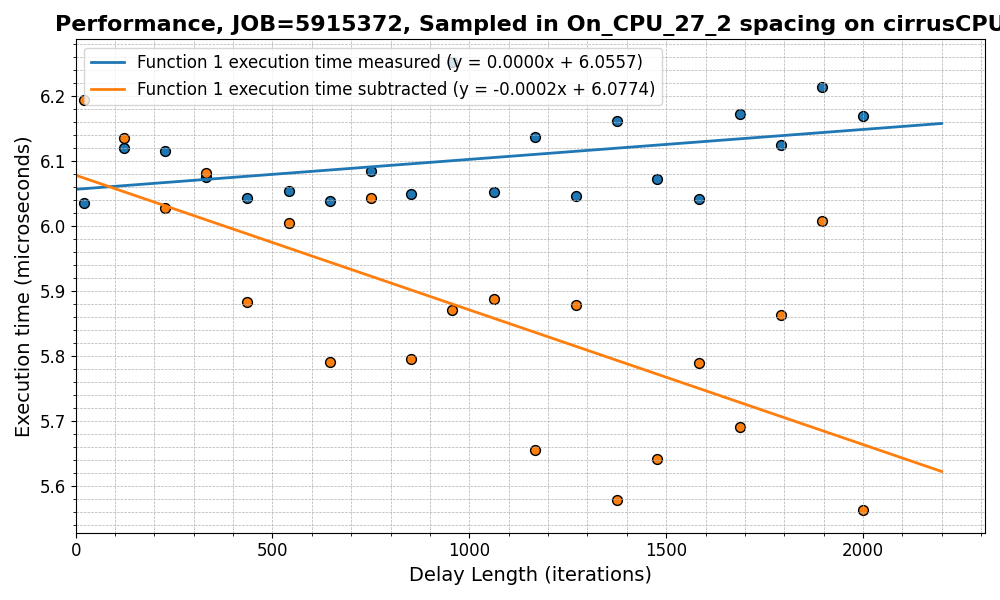 Performance, JOB=5915372, Sampled in On_CPU_27_2 spacing on cirrusCPU
Function 1 execution time measured (y = 0.0000x + 6.0557)
Function 1 execution time subtracted (y = -0.0002x + 6.0774)
Execution time (microseconds)
6.2
6.1
6.0
5.9
5.8
5.7
5.6
0 500 1000 1500 2000
Delay Length (iterations)